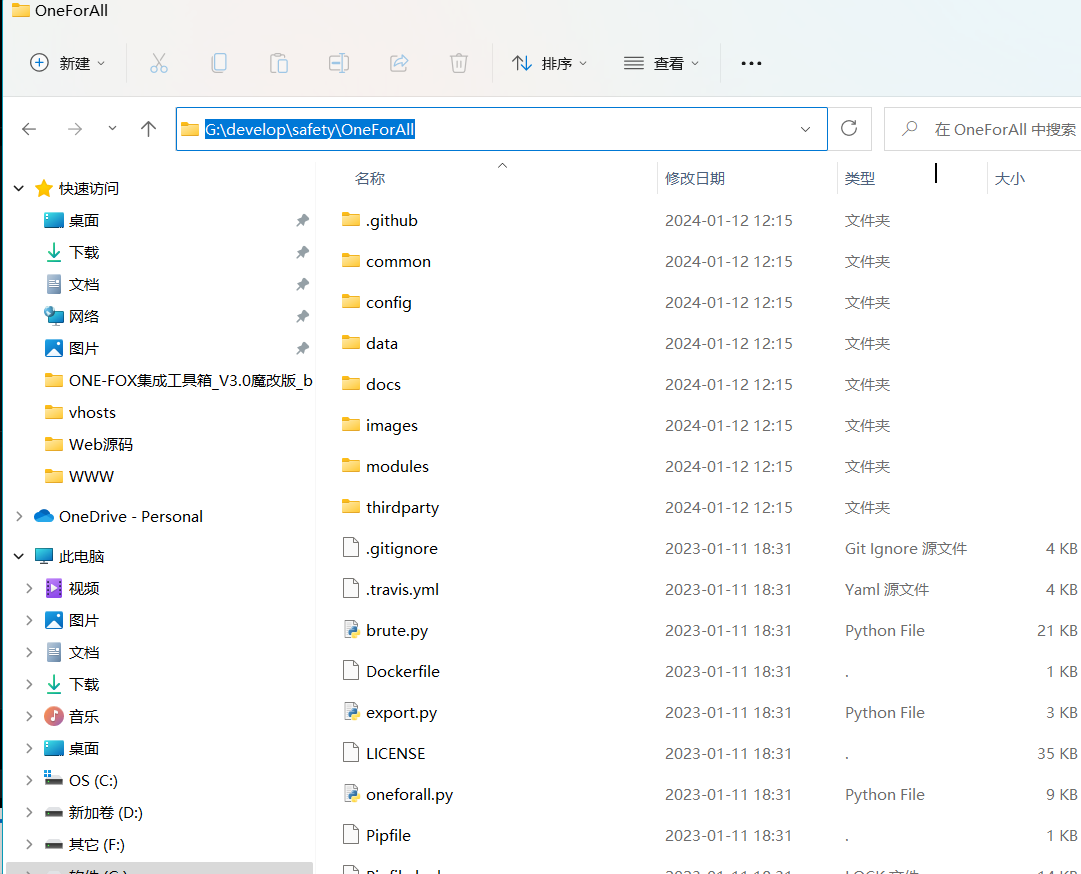 OneForAll
新建 排序 查看 •••
G:\develop\safety\OneForAll 在 OneForAll 中搜索
名称 修改日期 类型 大小
快速访问
桌面
下载
文档
网络
图片
ONE-FOX集成工具箱_V3.0魔改版_b
vhosts
Web源码
WWW
OneDrive - Personal
此电脑
视频
图片
文档
下载
音乐
桌面
OS (C:)
新加卷 (D:)
其它 (F:)
.github 2024-01-12 12:15 文件夹
common 2024-01-12 12:15 文件夹
config 2024-01-12 12:15 文件夹
data 2024-01-12 12:15 文件夹
docs 2024-01-12 12:15 文件夹
images 2024-01-12 12:15 文件夹
modules 2024-01-12 12:15 文件夹
thirdparty 2024-01-12 12:15 文件夹
.gitignore 2023-01-11 18:31 Git Ignore 源文件 4 KB
.travis.yml 2023-01-11 18:31 Yaml 源文件 4 KB
brute.py 2023-01-11 18:31 Python File 21 KB
Dockerfile 2023-01-11 18:31 . 1 KB
export.py 2023-01-11 18:31 Python File 3 KB
LICENSE 2023-01-11 18:31 . 35 KB
oneforall.py 2023-01-11 18:31 Python File 9 KB
Pipfile 2023-01-11 18:31 . 1 KB